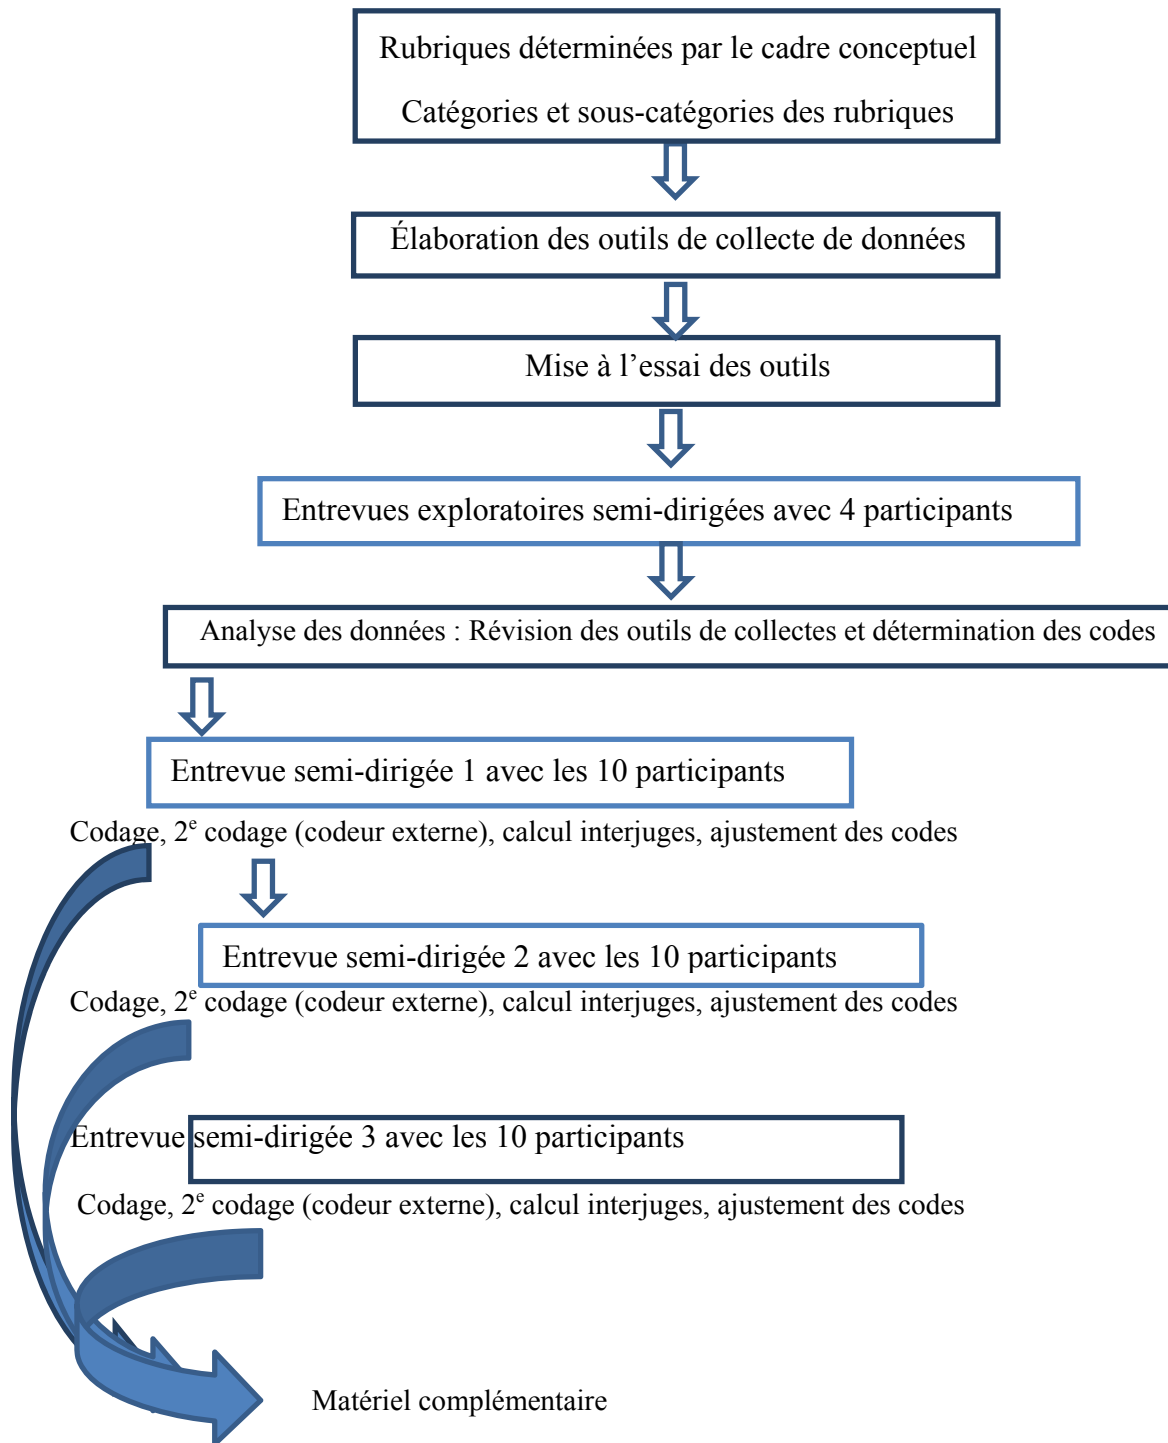 Rubriques déterminées par le cadre conceptuel
Catégories et sous-catégories des rubriques
Élaboration des outils de collecte de données
Mise à l’essai des outils
Entrevues exploratoires semi-dirigées avec 4 participants
Analyse des données : Révision des outils de collectes et détermination des codes
Entrevue semi-dirigée 1 avec les 10 participants
Codage, 2e codage (codeur externe), calcul interjuges, ajustement des codes
Entrevue semi-dirigée 2 avec les 10 participants
Codage, 2e codage (codeur externe), calcul interjuges, ajustement des codes
Entrevue semi-dirigée 3 avec les 10 participants
Codage, 2e codage (codeur externe), calcul interjuges, ajustement des codes
Matériel complémentaire